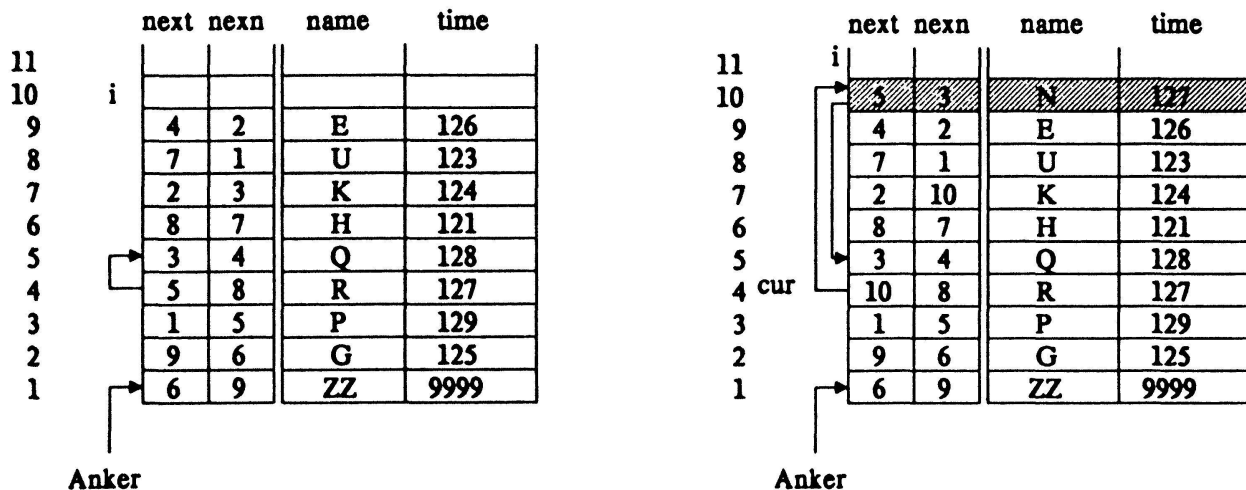 next nexn name time
11
10 i
9 4 2 E 126
8 7 1 U 123
7 2 3 K 124
6 8 7 H 121
5 3 4 Q 128
4 5 8 R 127
3 1 5 P 129
2 9 6 G 125
1 6 9 ZZ 9999
Anker
next nexn name time
11 i
10 5 3 N 127
9 4 2 E 126
8 7 1 U 123
7 2 10 K 124
6 8 7 H 121
5 3 4 Q 128
4 cur 10 8 R 127
3 1 5 P 129
2 9 6 G 125
1 6 9 ZZ 9999
Anker